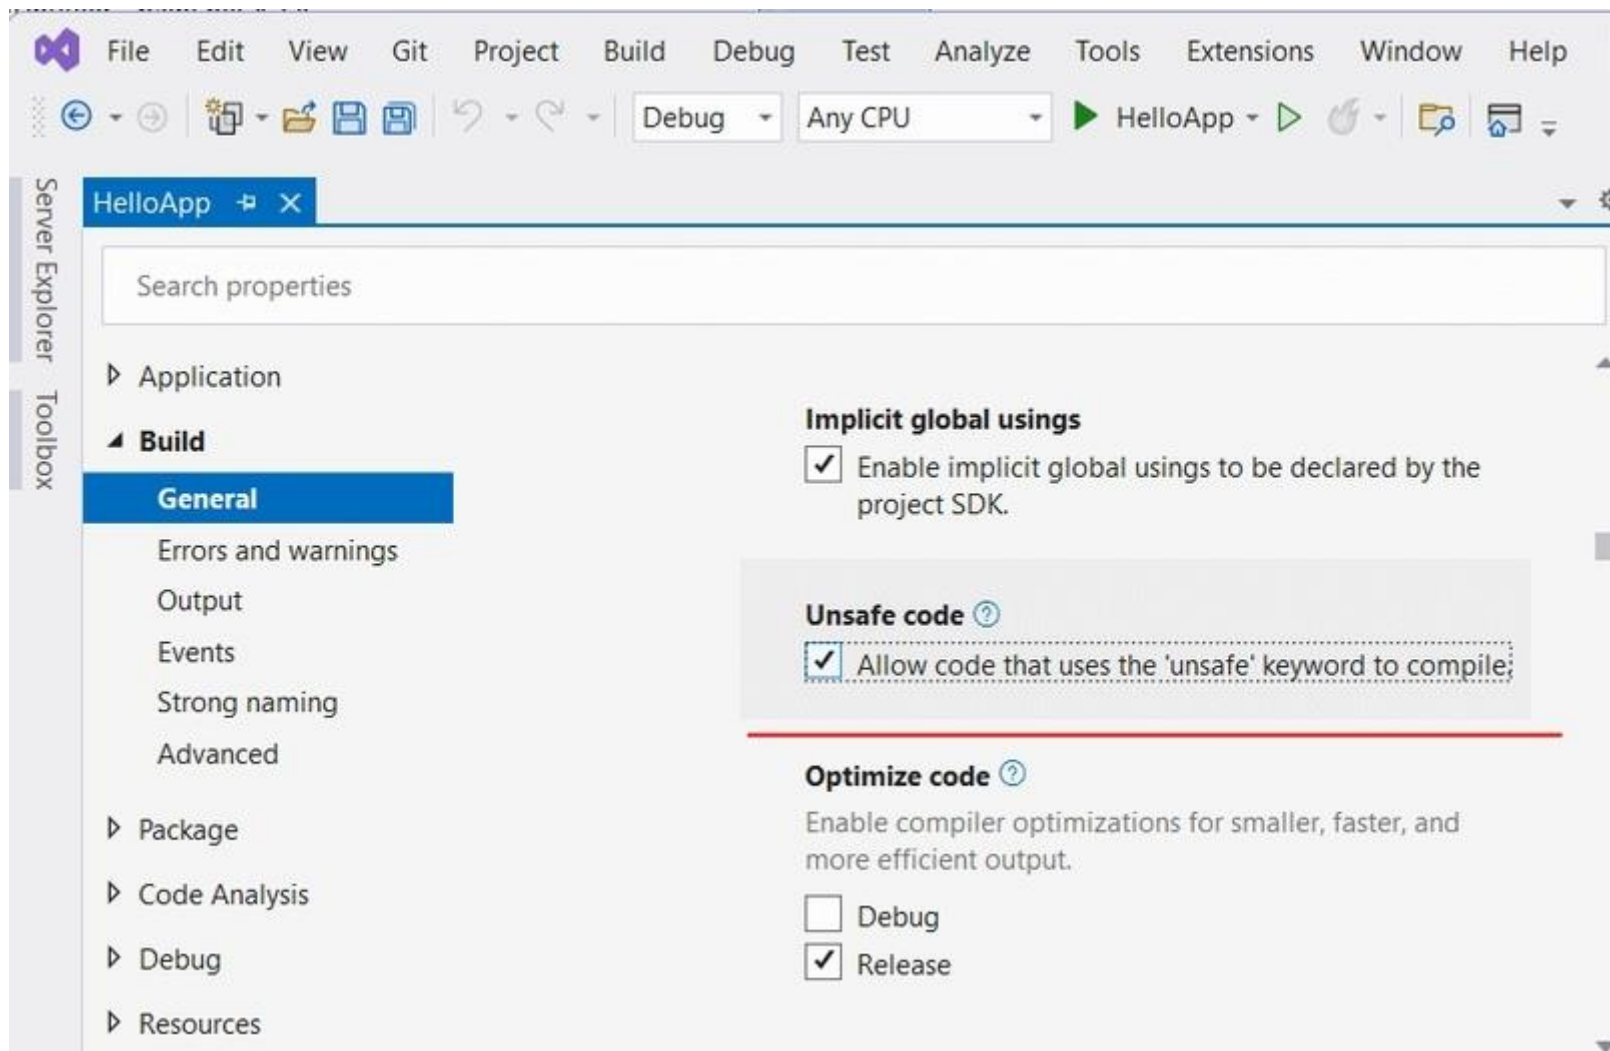 File Edit View Git Project Build Debug Test Analyze Tools Extensions Window Help
Debug Any CPU HelloApp
Server Explorer
Toolbox
HelloApp
Search properties
Application
Build
General
Errors and warnings
Output
Events
Strong naming
Advanced
Package
Code Analysis
Debug
Resources
Implicit global usings
Enable implicit global usings to be declared by the
project SDK.
Unsafe code
Allow code that uses the 'unsafe' keyword to compile.
Optimize code
Enable compiler optimizations for smaller, faster, and
more efficient output.
Debug
Release